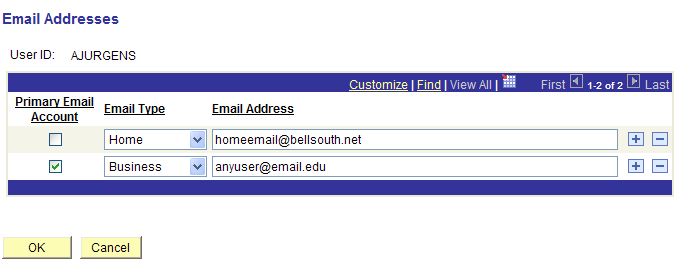 Email Addresses
User ID: AJURGENS
Customize | Find | View All | First 1-2 of 2 Last
Primary Email Account Email Type Email Address
Home homeemail@bellsouth.net
Business anyuser@email.edu
OK Cancel